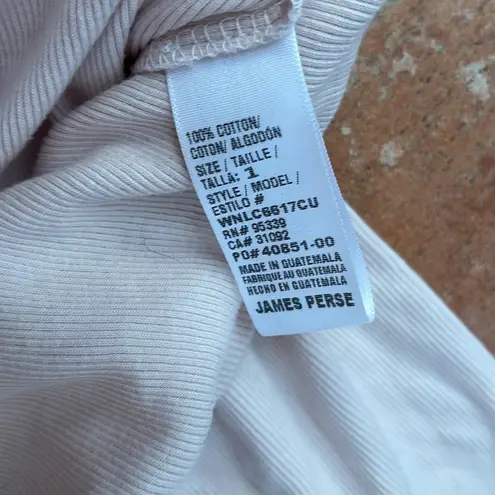 100% COTTON/
COTON/ ALGODÓN
SIZE / TAILLE /
TALLA: 1
STYLE / MODEL /
ESTILO #
WNLC6617CU
RN# 95339
CA# 31092
PO# 40851-00
MADE IN GUATEMALA
FABRIQUE AU GUATEMALA
HECHO EN GUATEMALA
JAMES PERSE